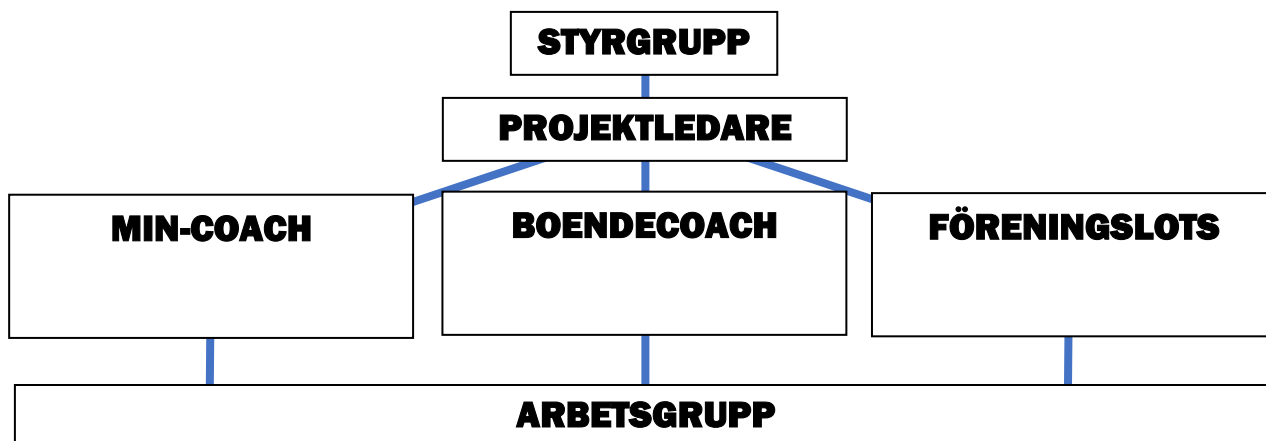 STYRGRUPP
PROJEKTLEDARE
MIN-COACH
BOENDECOACH
FÖRENINGSLOTS
ARBETSGRUPP